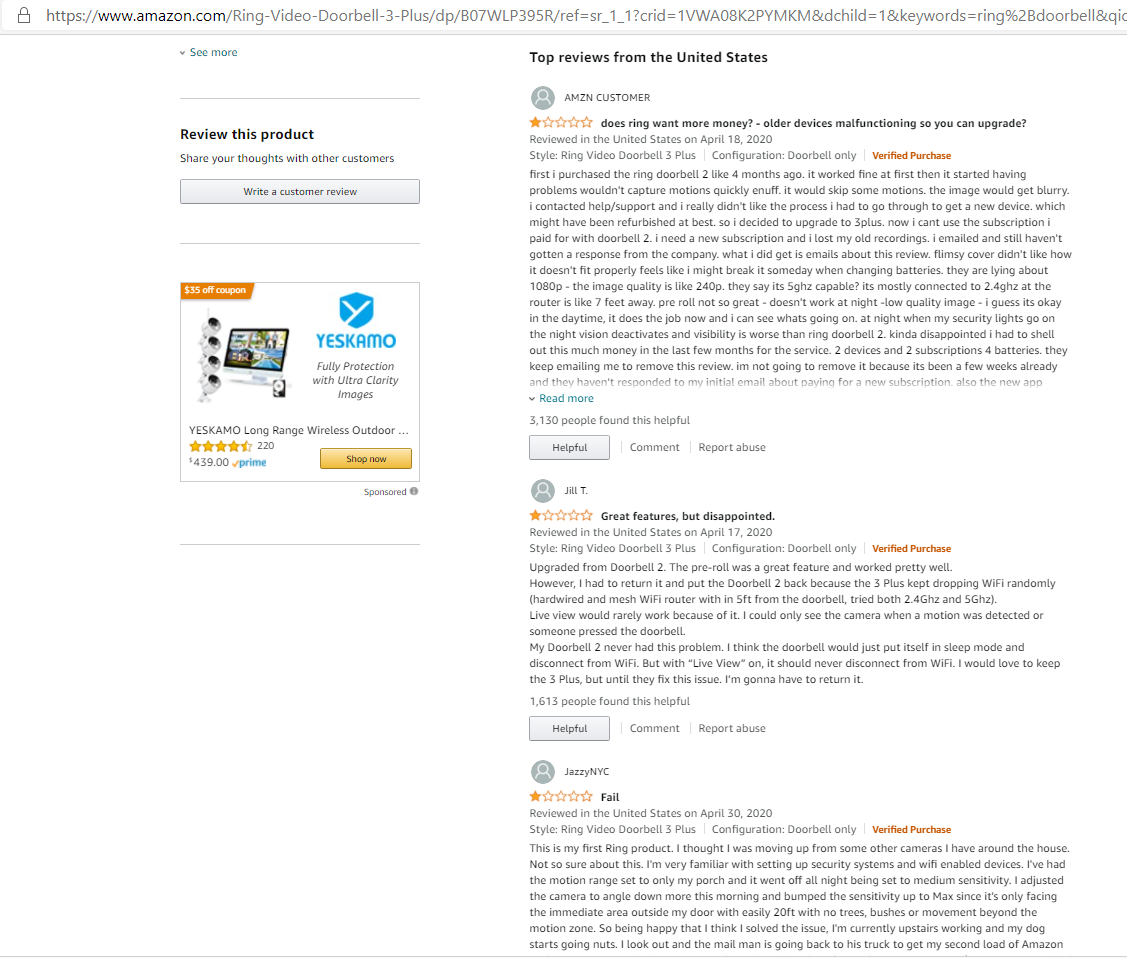 https://www.amazon.com/Ring-Video-Doorbell-3-Plus/dp/B07WLP395R/ref=sr_1_1?crid=1VWA08K2PYMKM&dchild=1&keywords=ring%2Bdoorbell&qid
See more
Review this product
Share your thoughts with other customers
Write a customer review
$35 off coupon
YESKAMO
Fully Protection
with Ultra Clarity
Images
YESKAMO Long Range Wireless Outdoor ...
220
$439.00 prime
Shop now
Sponsored
Top reviews from the United States
AMZN CUSTOMER
does ring want more money? - older devices malfunctioning so you can upgrade?
Reviewed in the United States on April 18, 2020
Style: Ring Video Doorbell 3 Plus | Configuration: Doorbell only | Verified Purchase
first i purchased the ring doorbell 2 like 4 months ago. it worked fine at first then it started having
problems wouldn't capture motions quickly enuff. it would skip some motions. the image would get blurry.
i contacted help/support and i really didn't like the process i had to go through to get a new device. which
might have been refurbished at best. so i decided to upgrade to 3plus. now i cant use the subscription i
paid for with doorbell 2. i need a new subscription and i lost my old recordings. i emailed and still haven't
gotten a response from the company. what i did get is emails about this review. flimsy cover didn't like how
it doesn't fit properly feels like i might break it someday when changing batteries. they are lying about
1080p - the image quality is like 240p. they say its 5ghz capable? its mostly connected to 2.4ghz at the
router is like 7 feet away. pre roll not so great - doesn't work at night -low quality image - i guess its okay
in the daytime, it does the job now and i can see whats going on. at night when my security lights go on
the night vision deactivates and visibility is worse than ring doorbell 2. kinda disappointed i had to shell
out this much money in the last few months for the service. 2 devices and 2 subscriptions 4 batteries. they
keep emailing me to remove this review. im not going to remove it because its been a few weeks already
and they haven't responded to my initial email about paying for a new subscription. also the new app
Read more
3,130 people found this helpful
Helpful | Comment | Report abuse
Jill T.
Great features, but disappointed.
Reviewed in the United States on April 17, 2020
Style: Ring Video Doorbell 3 Plus | Configuration: Doorbell only | Verified Purchase
Upgraded from Doorbell 2. The pre-roll was a great feature and worked pretty well.
However, I had to return it and put the Doorbell 2 back because the 3 Plus kept dropping WiFi randomly
(hardwired and mesh WiFi router with in 5ft from the doorbell, tried both 2.4Ghz and 5Ghz).
Live view would rarely work because of it. I could only see the camera when a motion was detected or
someone pressed the doorbell.
My Doorbell 2 never had this problem. I think the doorbell would just put itself in sleep mode and
disconnect from WiFi. But with “Live View” on, it should never disconnect from WiFi. I would love to keep
the 3 Plus, but until they fix this issue. I'm gonna have to return it.
1,613 people found this helpful
Helpful | Comment | Report abuse
JazzyNYC
Fail
Reviewed in the United States on April 30, 2020
Style: Ring Video Doorbell 3 Plus | Configuration: Doorbell only | Verified Purchase
This is my first Ring product. I thought I was moving up from some other cameras I have around the house.
Not so sure about this. I'm very familiar with setting up security systems and wifi enabled devices. I've had
the motion range set to only my porch and it went off all night being set to medium sensitivity. I adjusted
the camera to angle down more this morning and bumped the sensitivity up to Max since it's only facing
the immediate area outside my door with easily 20ft with no trees, bushes or movement beyond the
motion zone. So being happy that I think I solved the issue, I'm currently upstairs working and my dog
starts going nuts. I look out and the mail man is going back to his truck to get my second load of Amazon